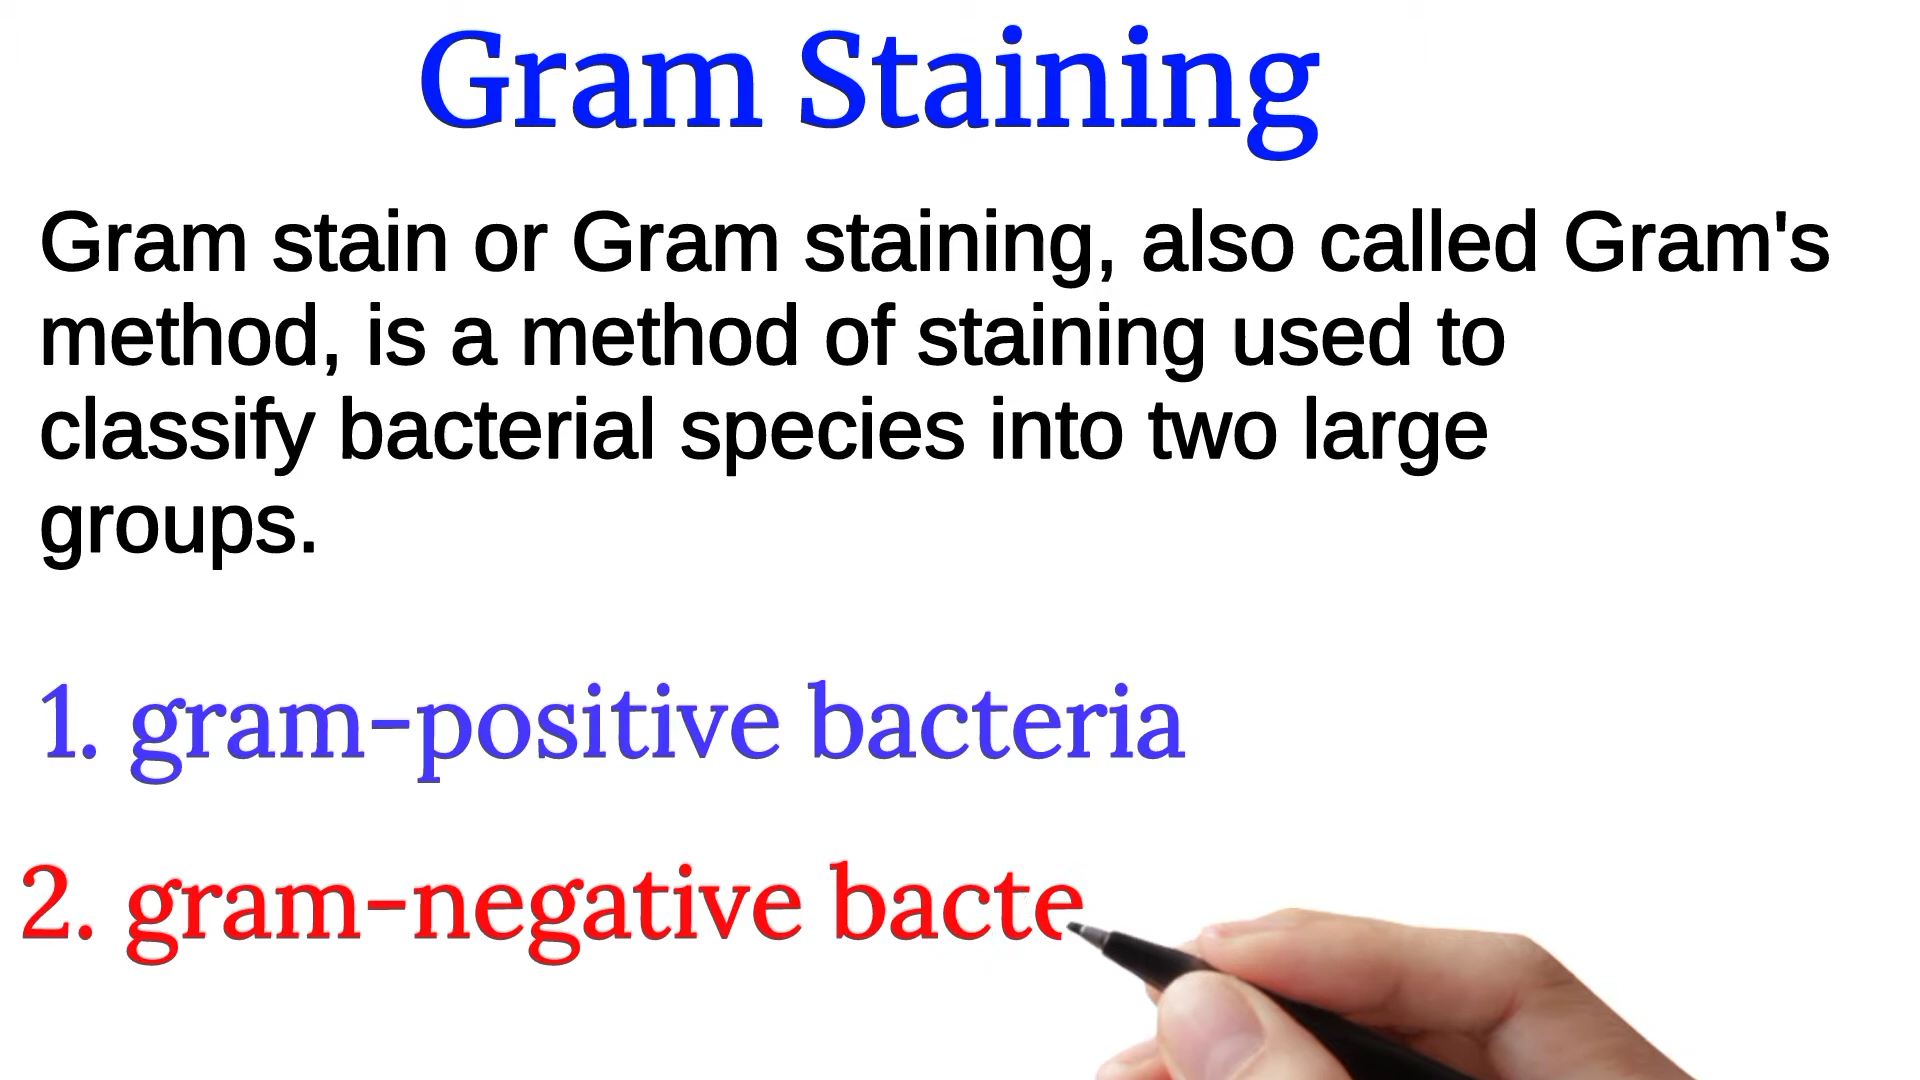 Gram Staining
Gram stain or Gram staining, also called Gram's
method, is a method of staining used to
classify bacterial species into two large
groups.
1. gram-positive bacteria
2. gram-negative bacte